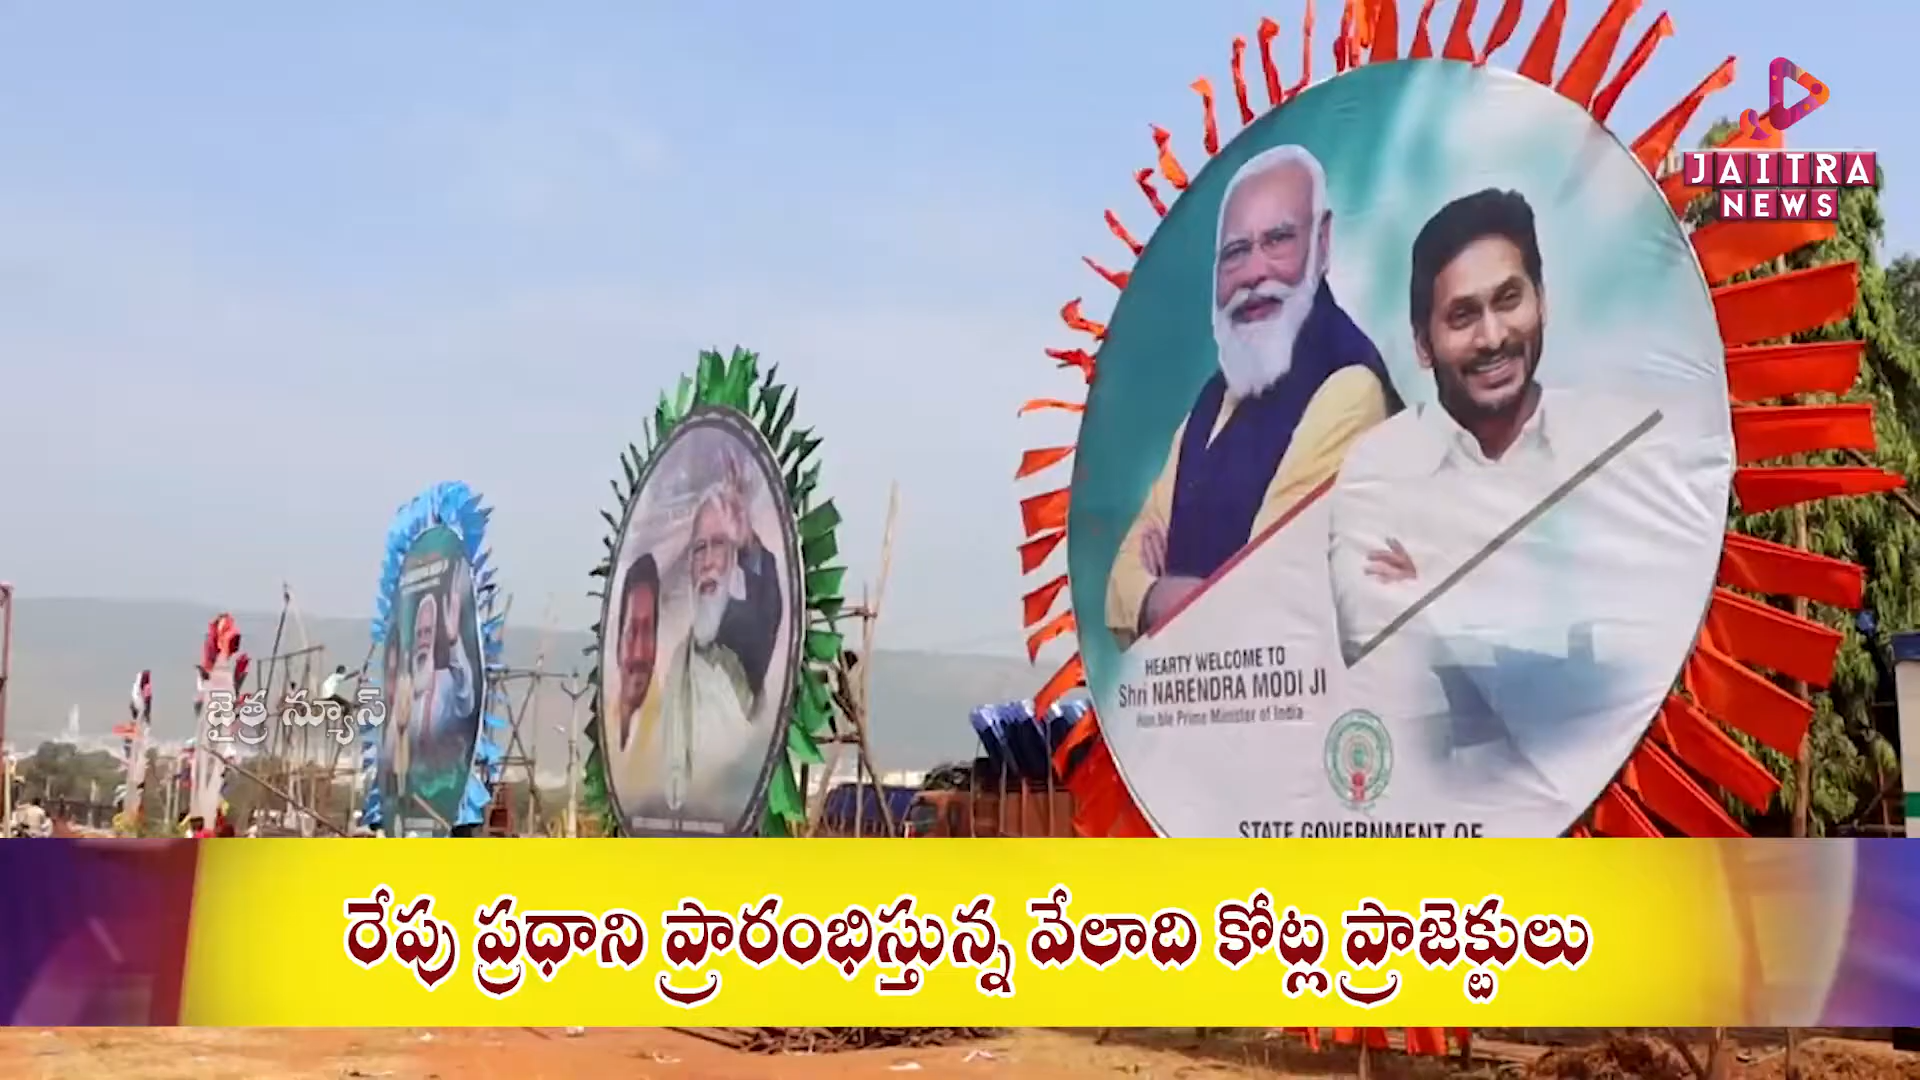 JAITRA
NEWS
HEARTY WELCOME TO
Shri NARENDRA MODI JI
Hon'ble Prime Minister of India
STATE GOVERNMENT OF
జైత్ర న్యూస్
రేపు ప్రధాని ప్రారంభిస్తున్న వేలాది కోట్ల ప్రాజెక్టులు